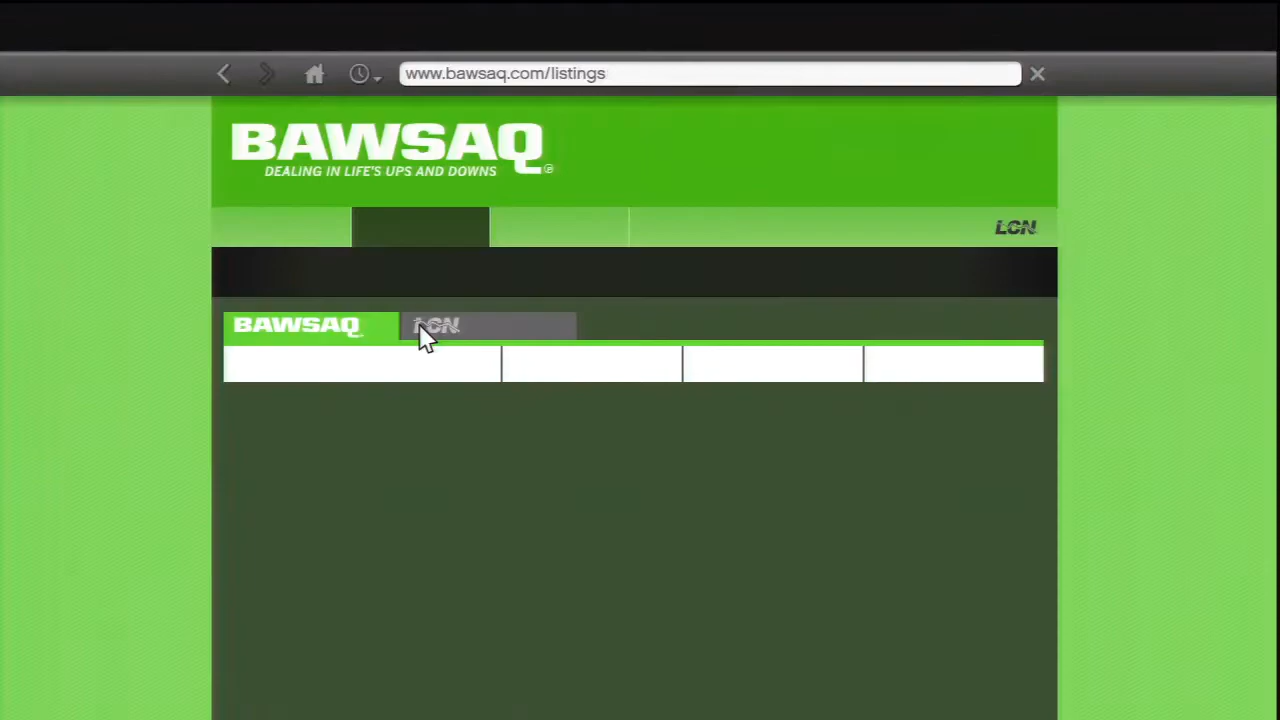 www.bawsaq.com/listings
BAWSAQ
DEALING IN LIFE'S UPS AND DOWNS
LCN
BAWSAQ
LCN